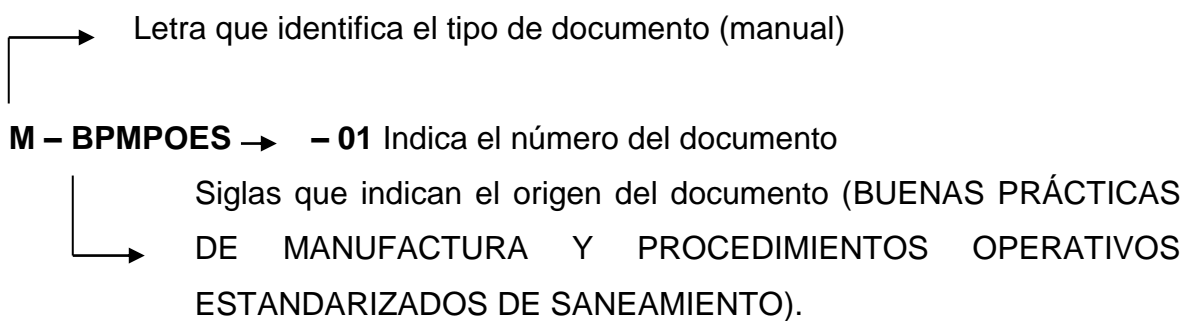 Letra que identifica el tipo de documento (manual)
M – BPMPOES → – 01 Indica el número del documento
Siglas que indican el origen del documento (BUENAS PRÁCTICAS
DE MANUFACTURA Y PROCEDIMIENTOS OPERATIVOS
ESTANDARIZADOS DE SANEAMIENTO).